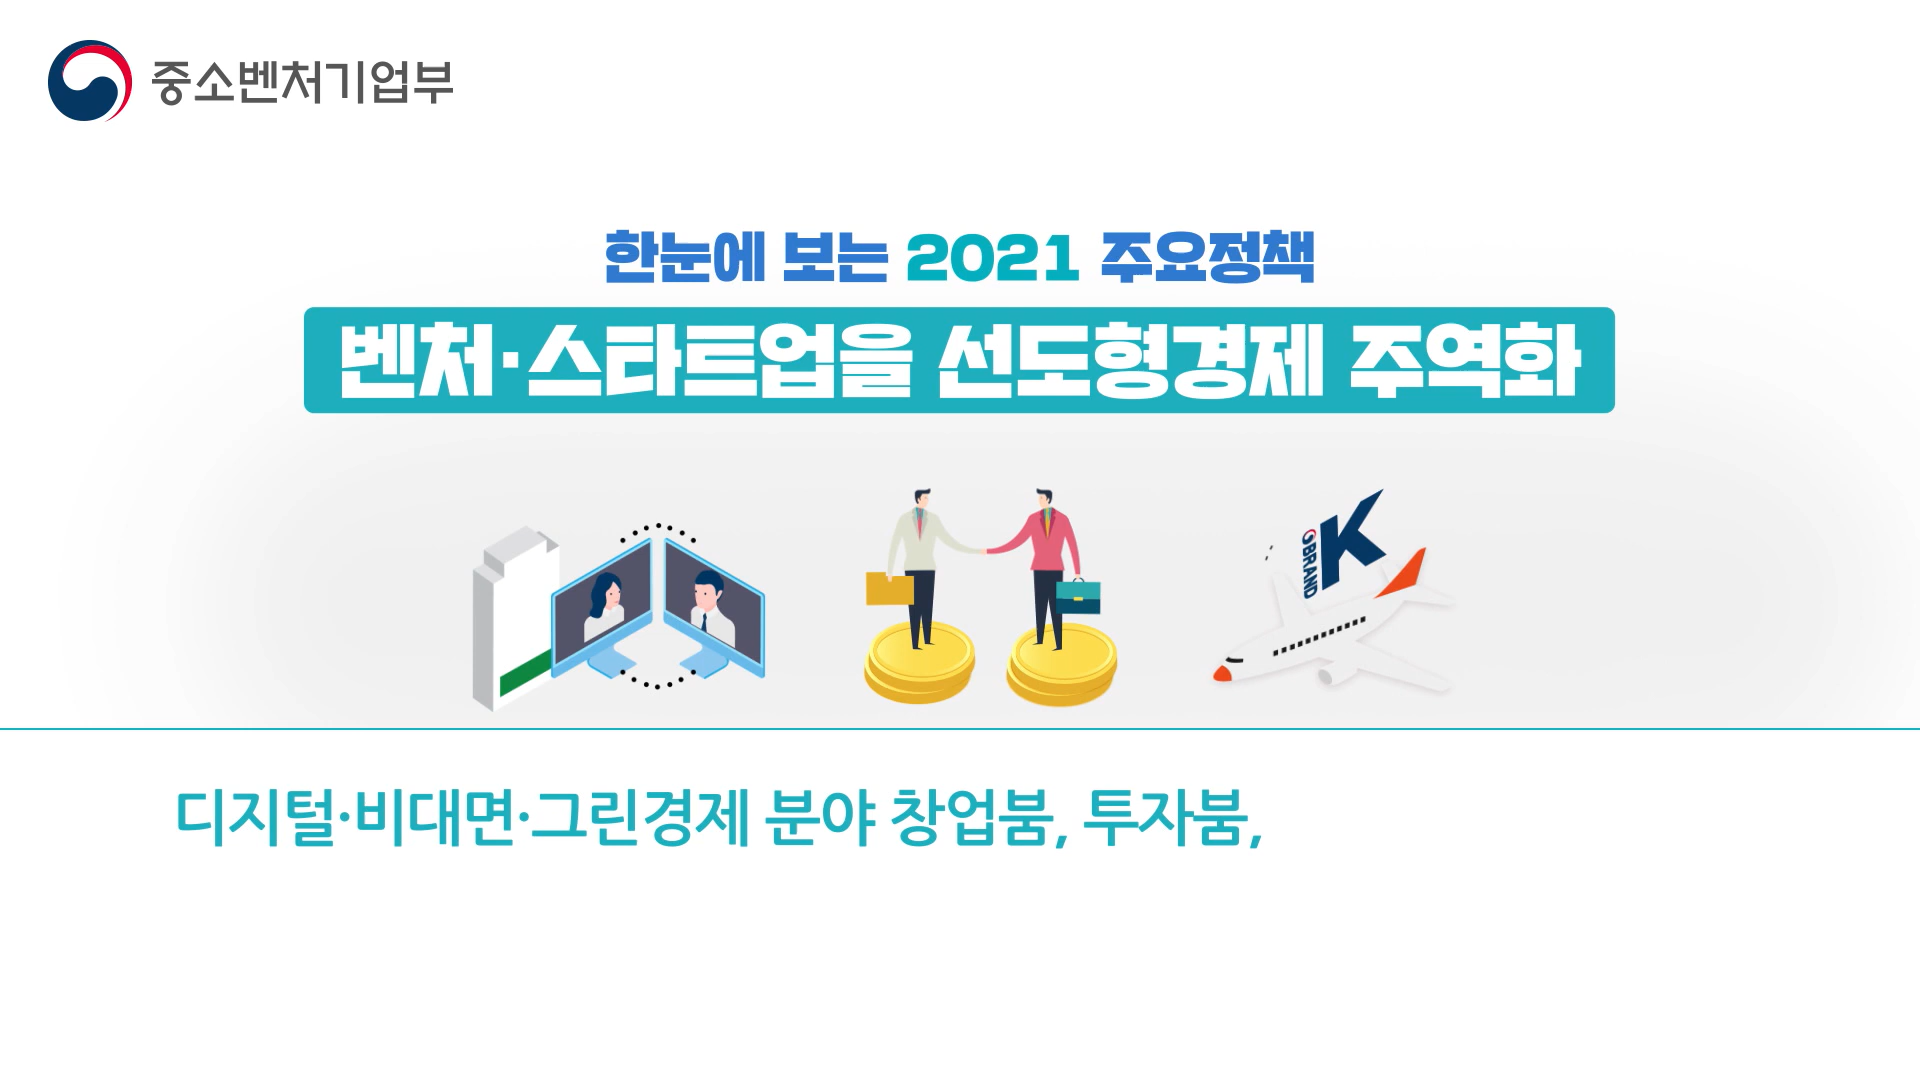 중소벤처기업부
한눈에 보는 2021 주요정책
벤처·스타트업을 선도형경제 주역화
K
BRAND
디지털·비대면·그린경제 분야 창업붐, 투자붐,